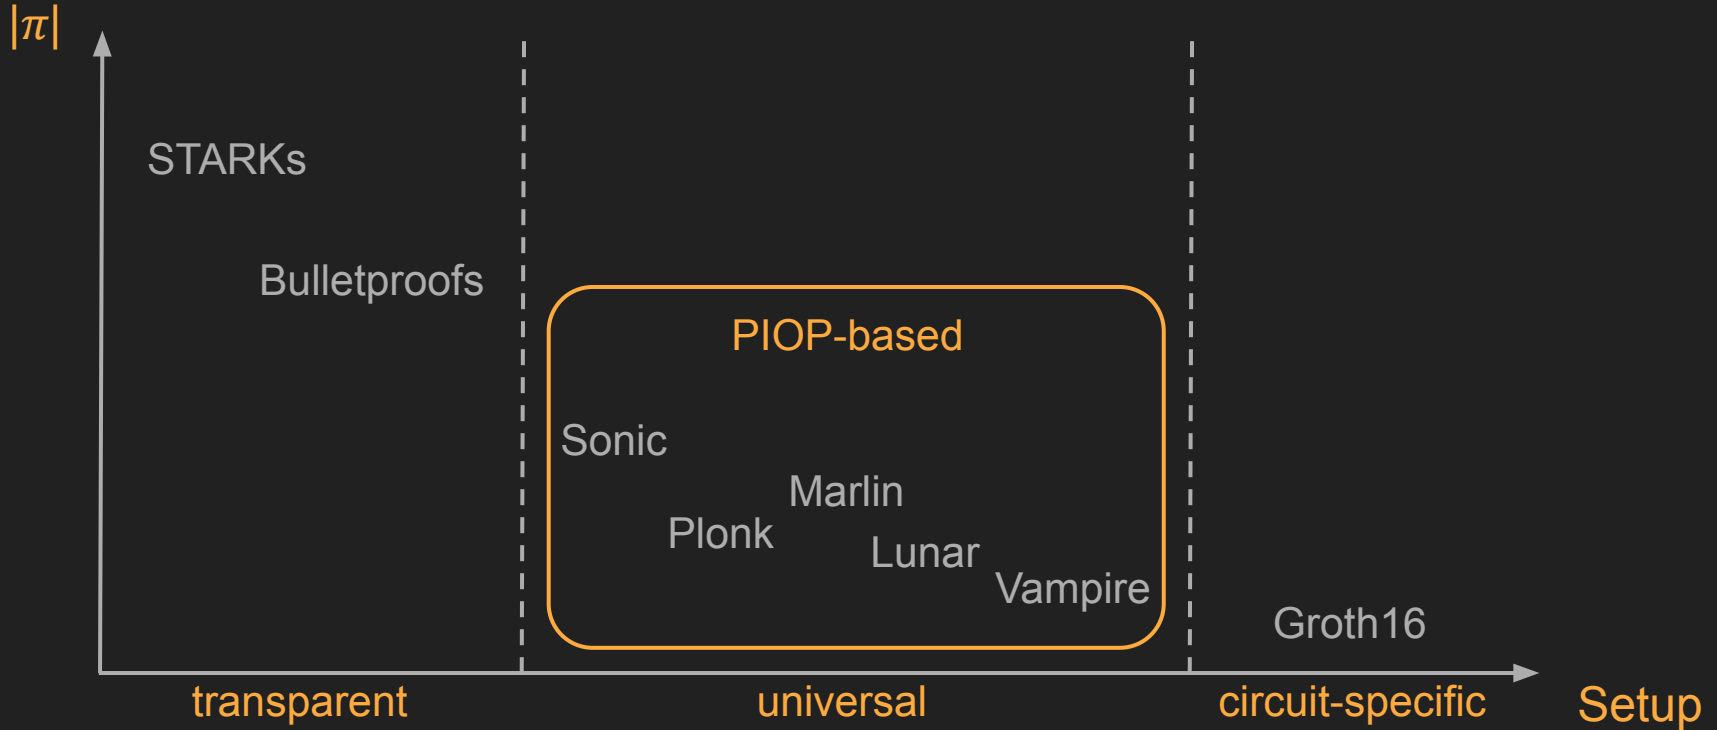 |π|
STARKs
Bulletproofs
PIOP-based
Sonic
Marlin
Plonk
Lunar
Vampire
Groth16
transparent
universal
circuit-specific
Setup